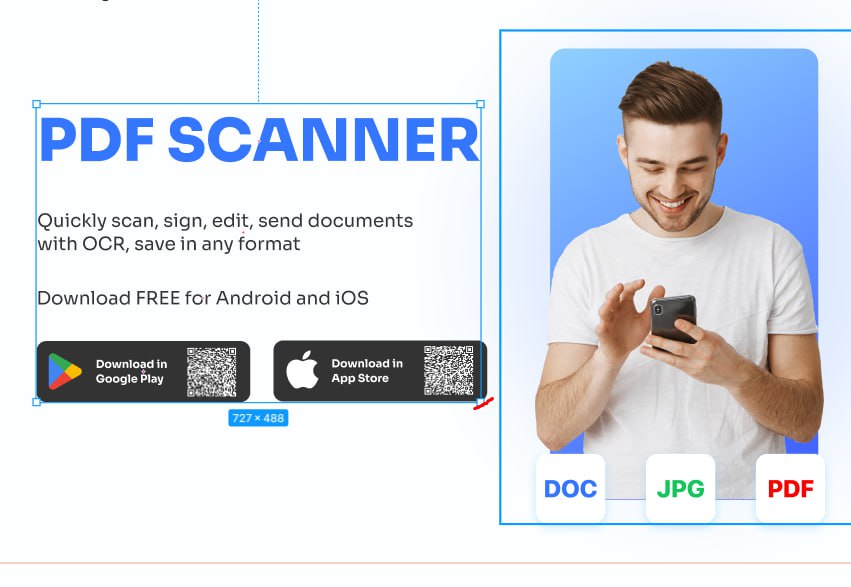 PDF SCANNER
Quickly scan, sign, edit, send documents
with OCR, save in any format
Download FREE for Android and iOS
Download in
Google Play
Download in
App Store
727 × 488
DOC
JPG
PDF